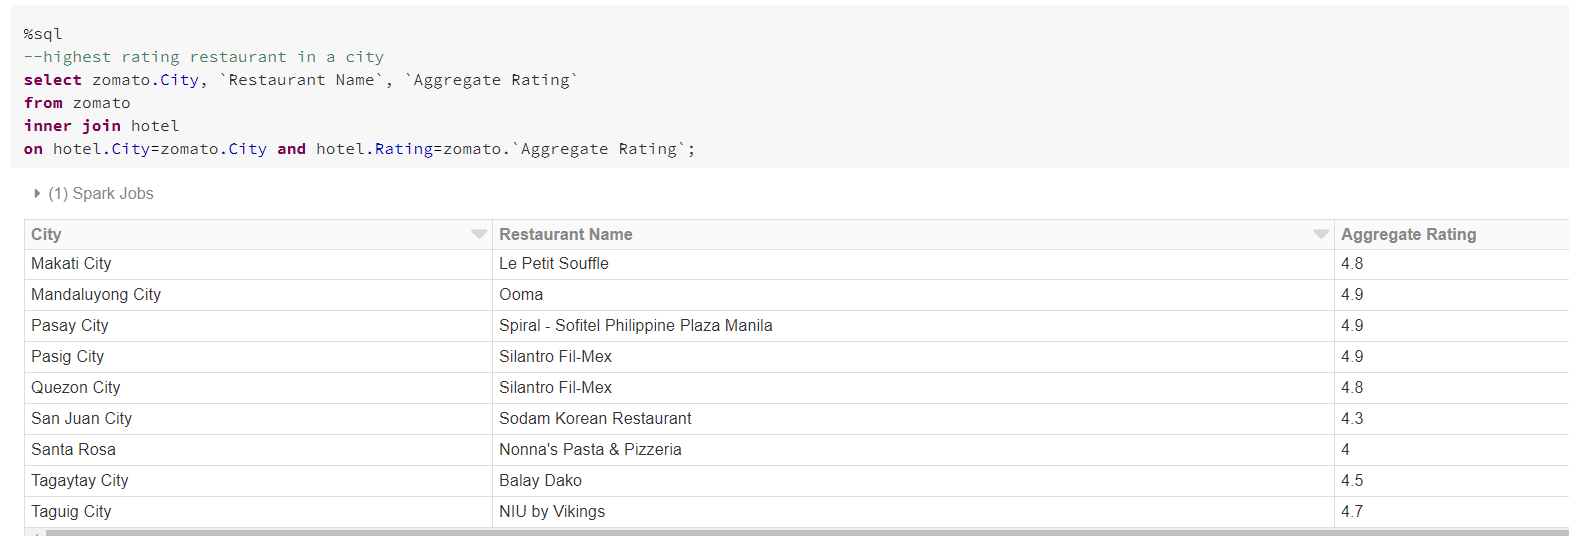 %sql
--highest rating restaurant in a city
select zomato.City, `Restaurant Name`, `Aggregate Rating`
from zomato
inner join hotel
on hotel.City=zomato.City and hotel.Rating=zomato.`Aggregate Rating`;
(1) Spark Jobs
City Restaurant Name Aggregate Rating
Makati City Le Petit Souffle 4.8
Mandaluyong City Ooma 4.9
Pasay City Spiral - Sofitel Philippine Plaza Manila 4.9
Pasig City Silantro Fil-Mex 4.9
Quezon City Silantro Fil-Mex 4.8
San Juan City Sodam Korean Restaurant 4.3
Santa Rosa Nonna's Pasta & Pizzeria 4
Tagaytay City Balay Dako 4.5
Taguig City NIU by Vikings 4.7